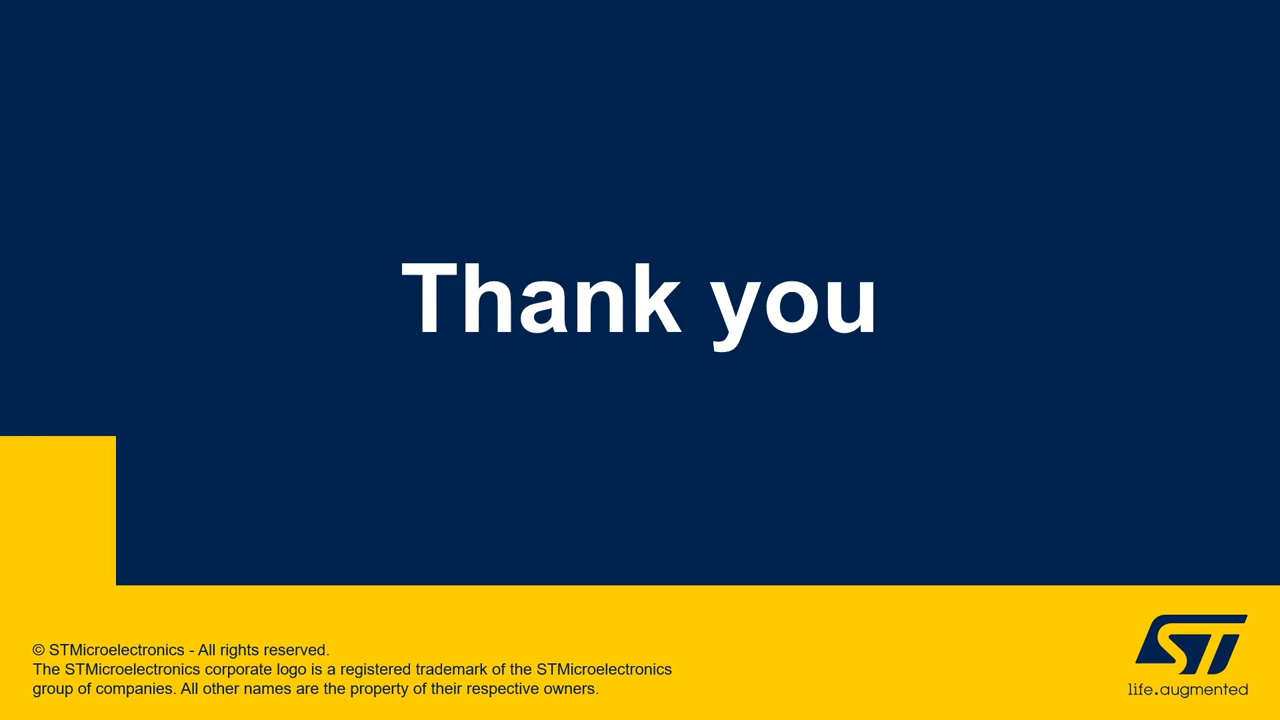 Thank you
© STMicroelectronics - All rights reserved.
The STMicroelectronics corporate logo is a registered trademark of the STMicroelectronics
group of companies. All other names are the property of their respective owners.
ST
life.augmented